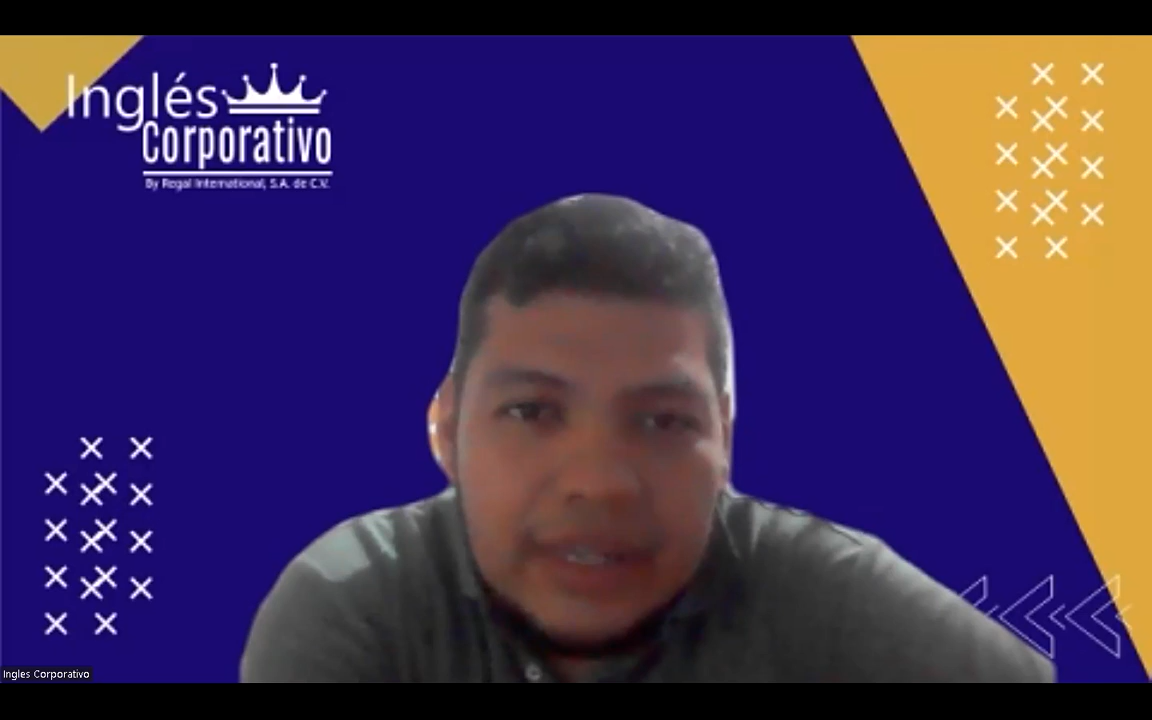 Inglés
Corporativo
By Regal International, S.A. de C.V.
Ingles Corporativo